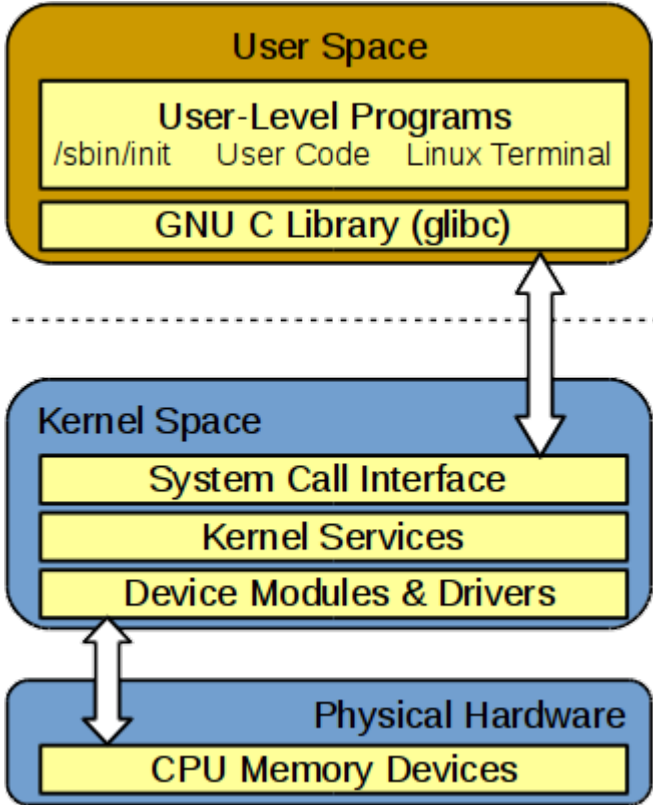 User Space
User-Level Programs
/sbin/init User Code Linux Terminal
GNU C Library (glibc)
Kernel Space
System Call Interface
Kernel Services
Device Modules & Drivers
Physical Hardware
CPU Memory Devices